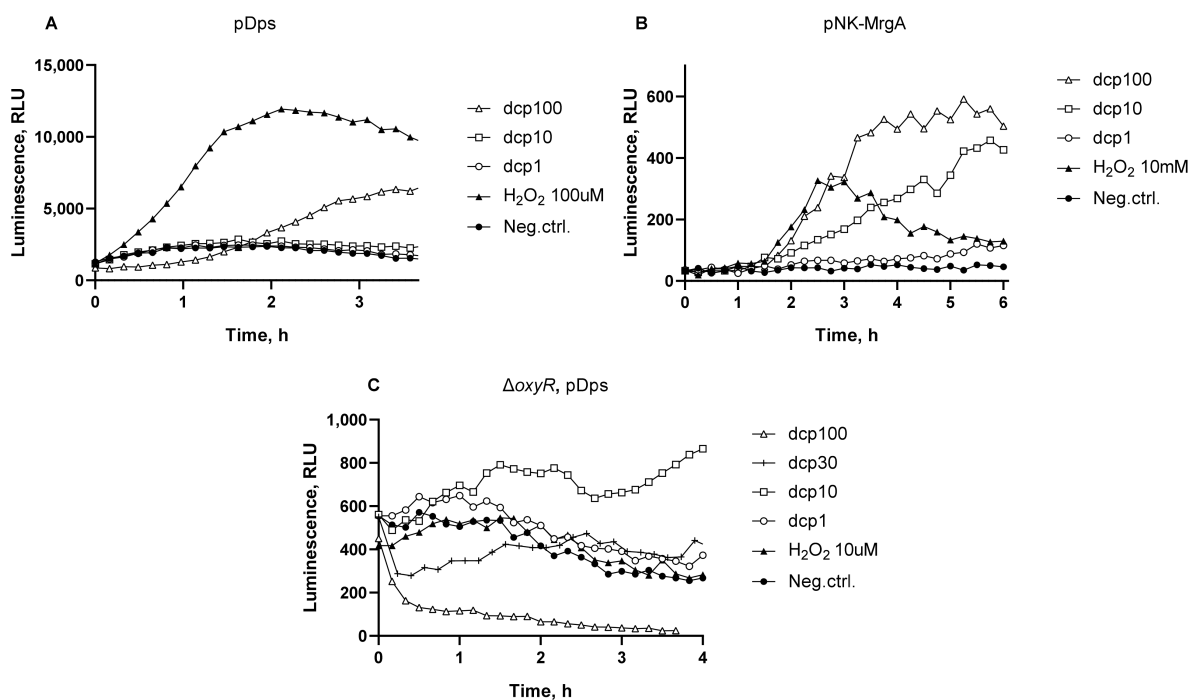 A
pDps
Luminescence, RLU
15,000
10,000
5,000
0
0
1
2
3
Time, h
dcp100
dcp10
dcp1
H₂O₂ 100uM
Neg.ctrl.
B
pNK-MrgA
Luminescence, RLU
600
400
200
0
0
1
2
3
4
5
6
Time, h
dcp100
dcp10
dcp1
H₂O₂ 10mM
Neg.ctrl.
C
ΔoxyR, pDps
Luminescence, RLU
1,000
800
600
400
200
0
0
1
2
3
4
Time, h
dcp100
dcp30
dcp10
dcp1
H₂O₂ 10uM
Neg.ctrl.